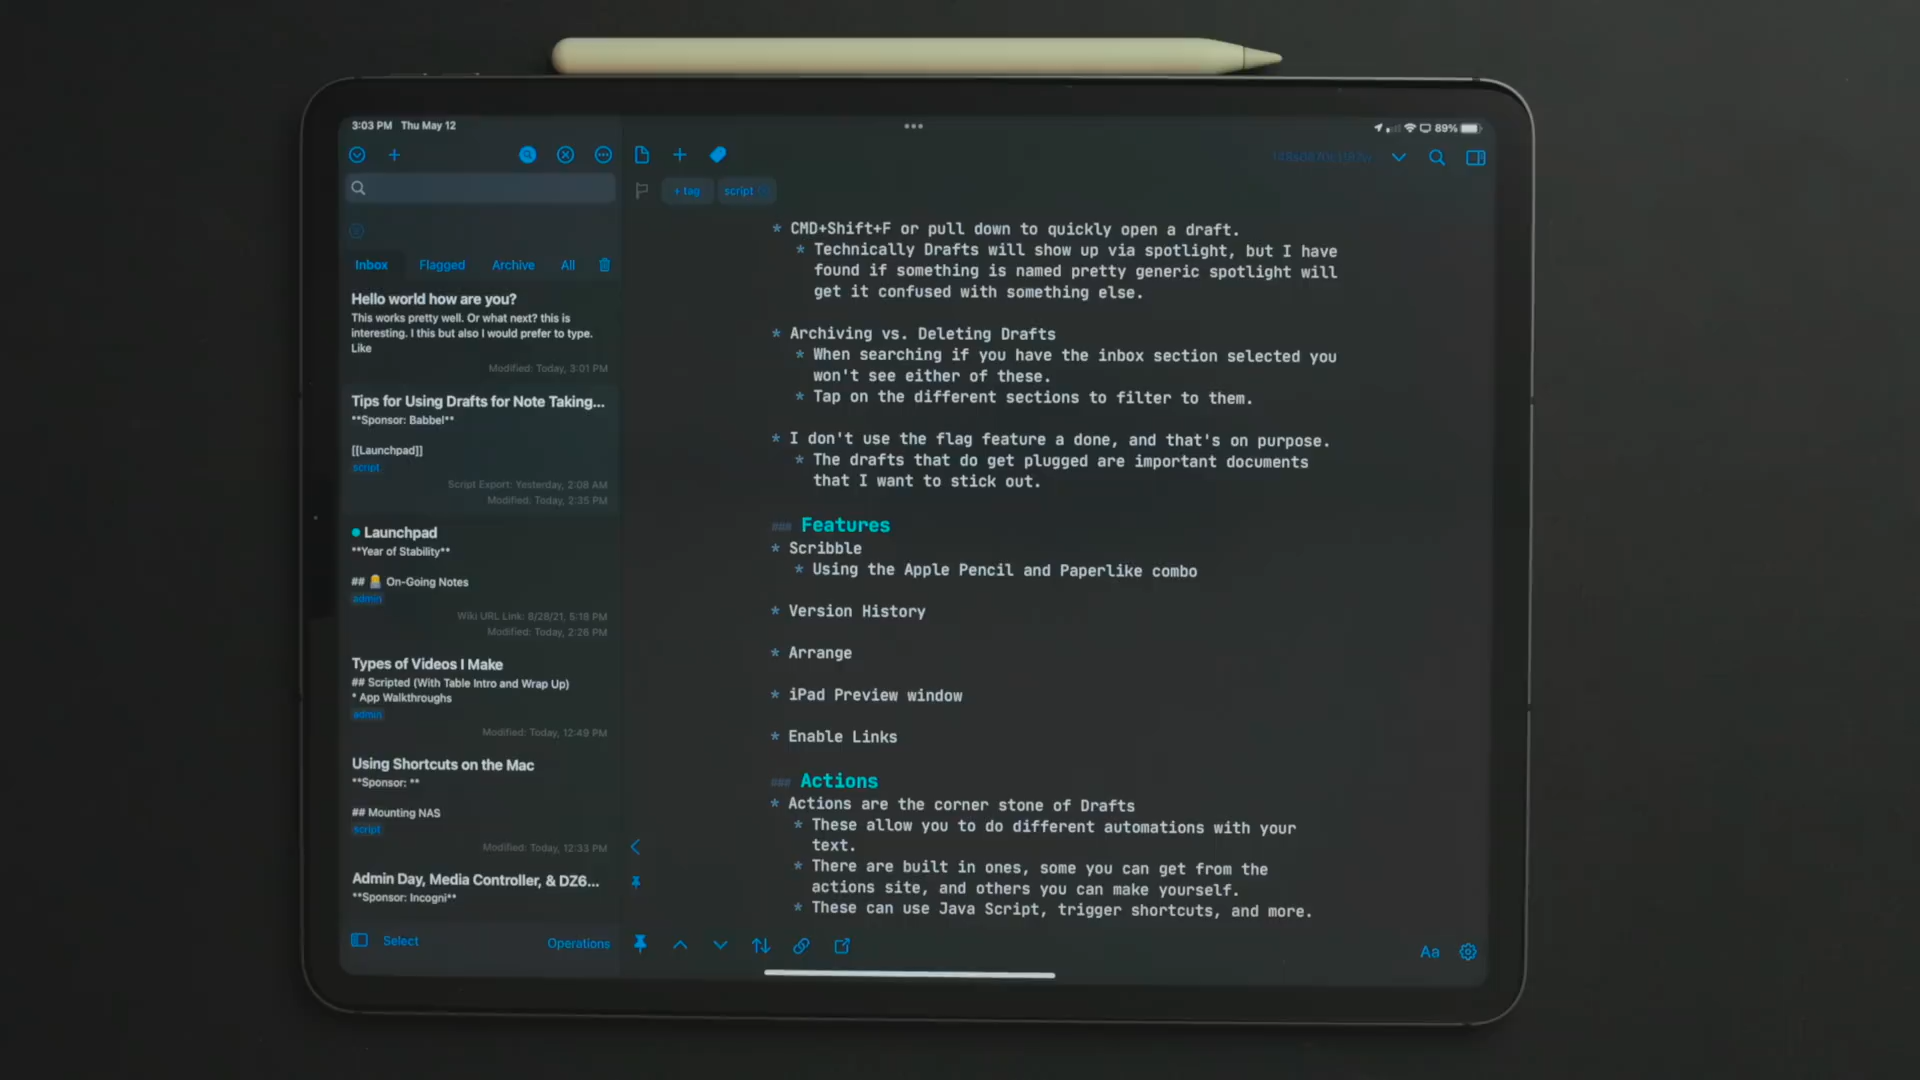 3:03 PM Thu May 12
89%
+ tag
script
Inbox
Flagged
Archive
All
Hello world how are you?
This works pretty well. Or what next? this is
interesting. I this but also I would prefer to type.
Like
Modified: Today, 3:01 PM
Tips for Using Drafts for Note Taking...
**Sponsor: Babbel**
[[Launchpad]]
script
Script Export: Yesterday, 2:08 AM
Modified: Today, 2:35 PM
Launchpad
**Year of Stability**
## On-Going Notes
admin
Wiki URL Link: 8/28/21, 5:19 PM
Modified: Today, 2:26 PM
Types of Videos I Make
## Scripted (With Table Intro and Wrap Up)
* App Walkthroughs
admin
Modified: Today, 12:49 PM
Using Shortcuts on the Mac
**Sponsor: **
## Mounting NAS
script
Modified: Today, 12:33 PM
Admin Day, Media Controller, & DZ6...
**Sponsor: Incogni**
Select
Operations
* CMD+Shift+F or pull down to quickly open a draft.
* Technically Drafts will show up via spotlight, but I have
found if something is named pretty generic spotlight will
get it confused with something else.
* Archiving vs. Deleting Drafts
* When searching if you have the inbox section selected you
won't see either of these.
* Tap on the different sections to filter to them.
* I don't use the flag feature a done, and that's on purpose.
* The drafts that do get plugged are important documents
that I want to stick out.
### Features
* Scribble
* Using the Apple Pencil and Paperlike combo
* Version History
* Arrange
* iPad Preview window
* Enable Links
### Actions
* Actions are the corner stone of Drafts
* These allow you to do different automations with your
text.
* There are built in ones, some you can get from the
actions site, and others you can make yourself.
* These can use Java Script, trigger shortcuts, and more.
Aa